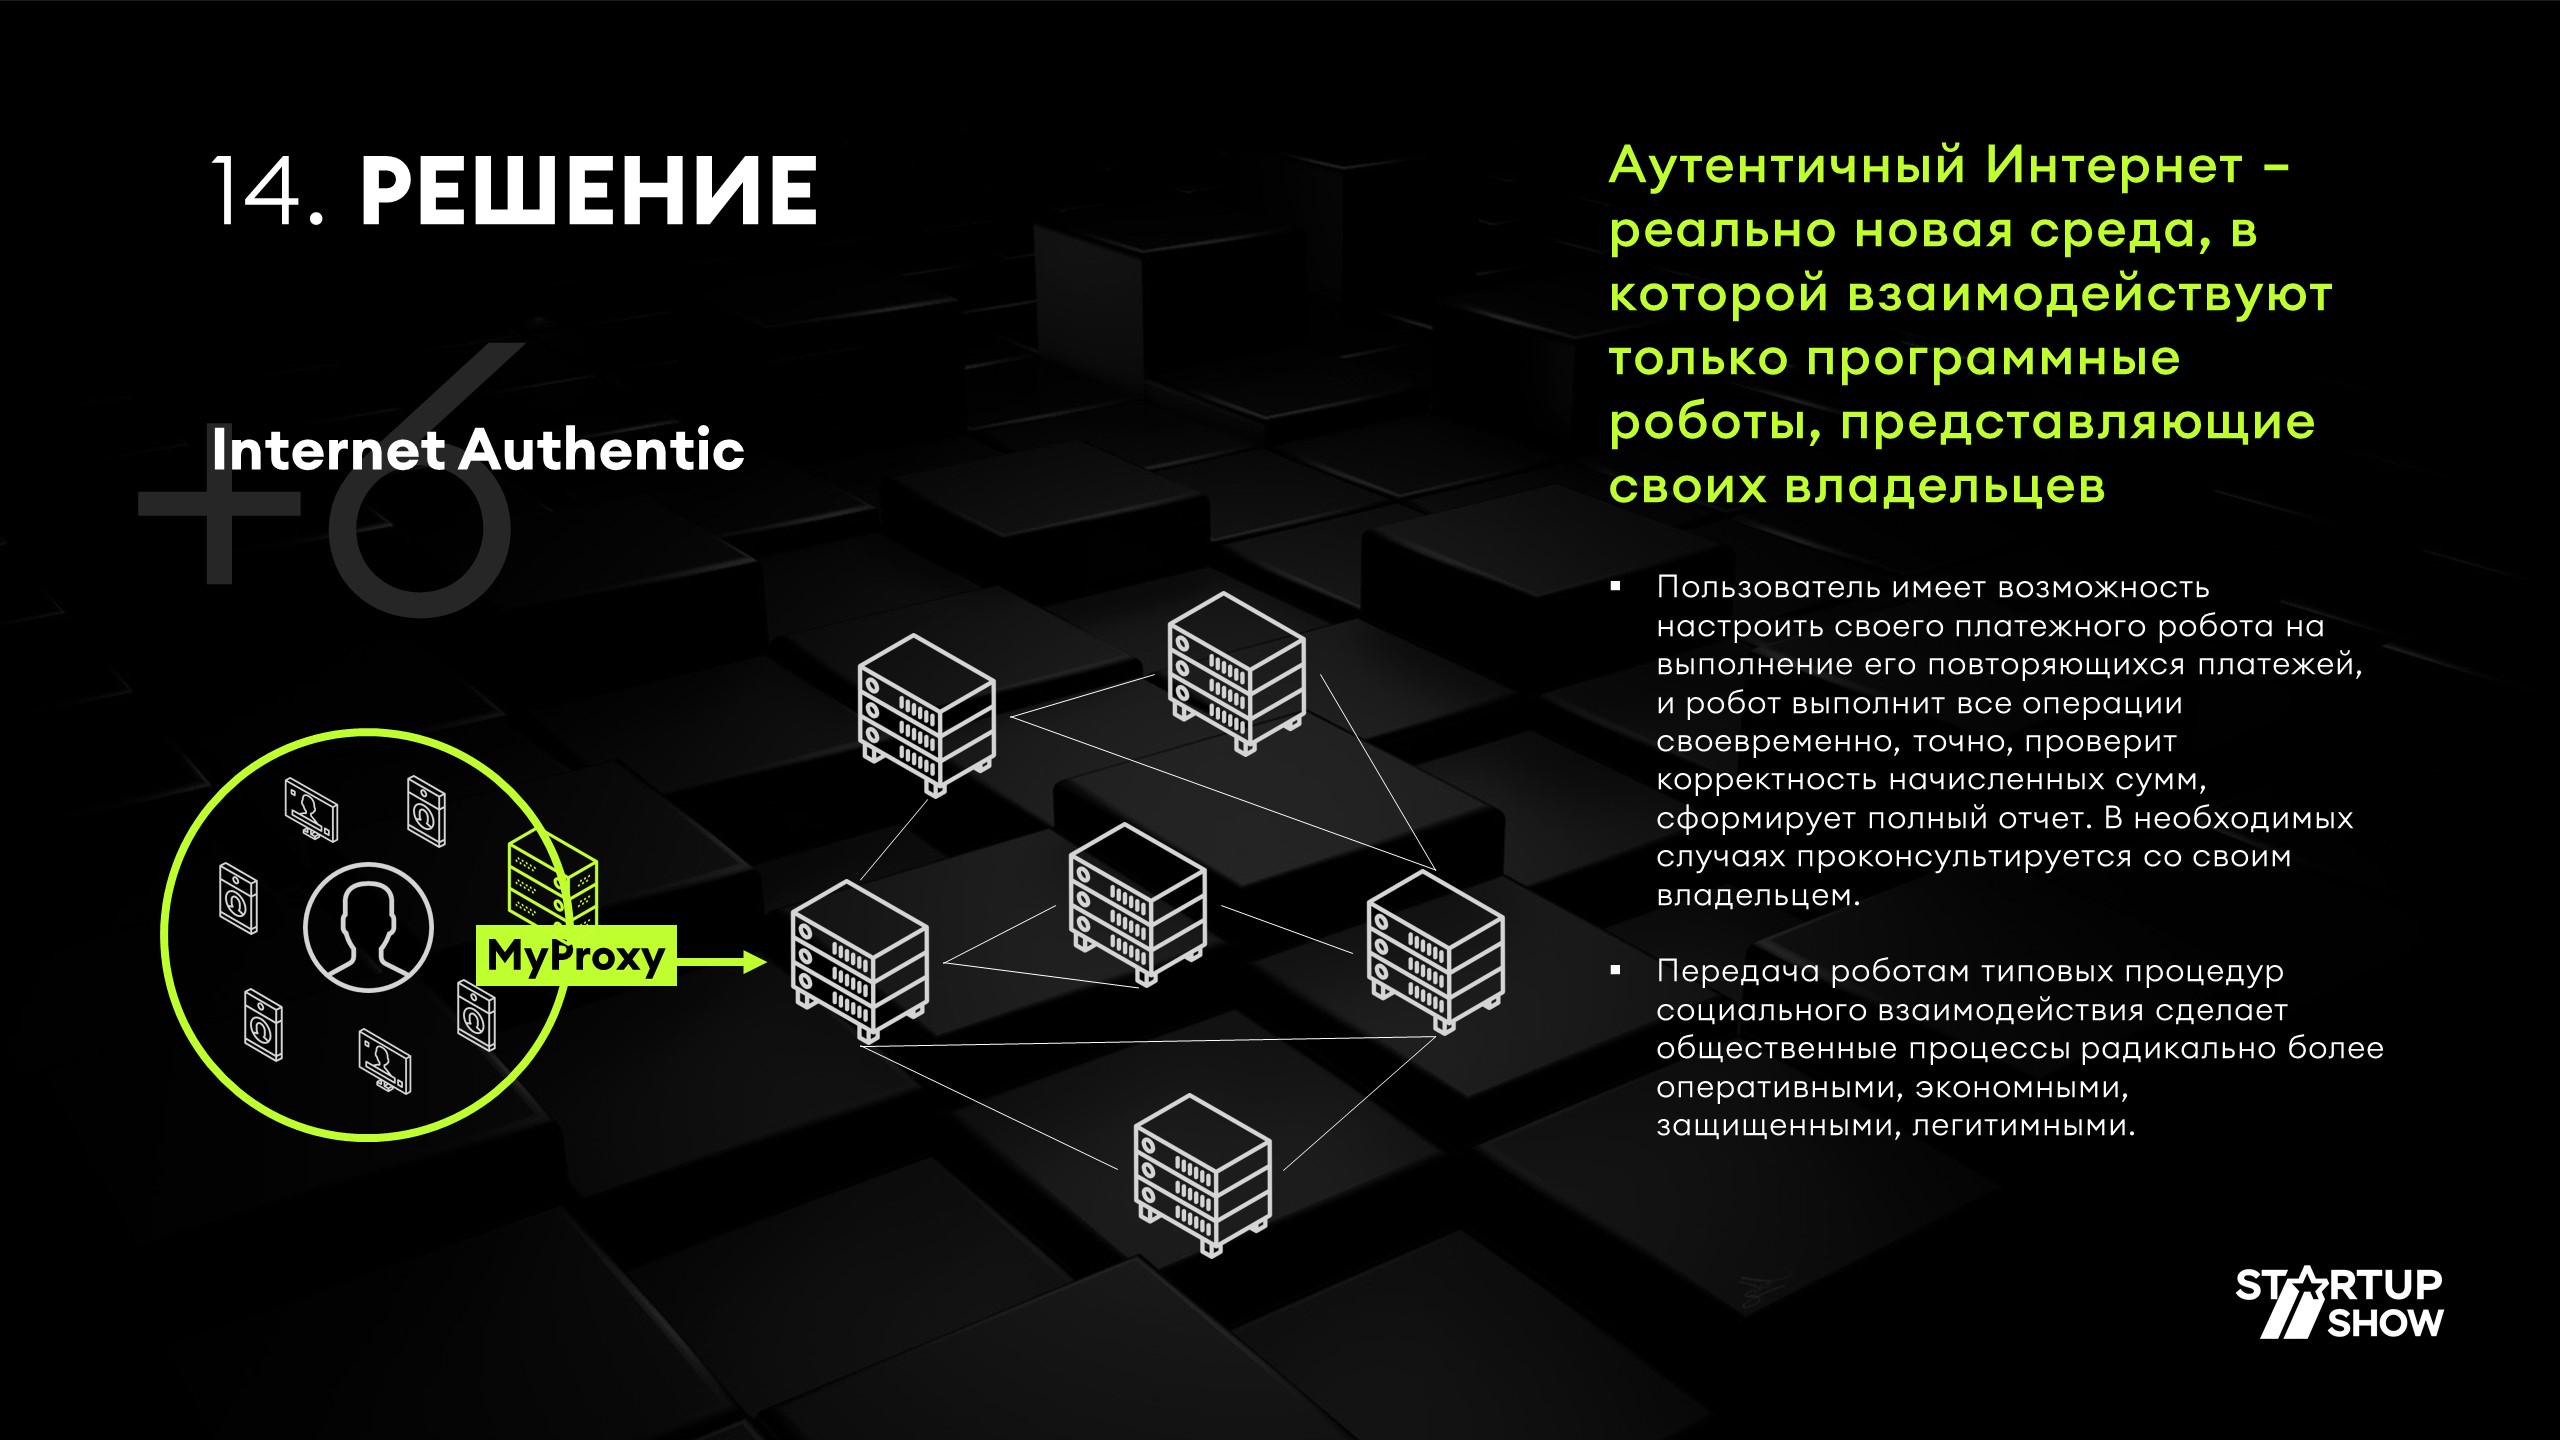 14. РЕШЕНИЕ
+6
Internet Authentic
MyProxy
Аутентичный Интернет –
реально новая среда, в
которой взаимодействуют
только программные
роботы, представляющие
своих владельцев
▪ Пользователь имеет возможность
настроить своего платежного робота на
выполнение его повторяющихся платежей,
и робот выполнит все операции
своевременно, точно, проверит
корректность начисленных сумм,
сформирует полный отчет. В необходимых
случаях проконсультируется со своим
владельцем.
▪ Передача роботам типовых процедур
социального взаимодействия сделает
общественные процессы радикально более
оперативными, экономными,
защищенными, легитимными.
STARTUP
SHOW